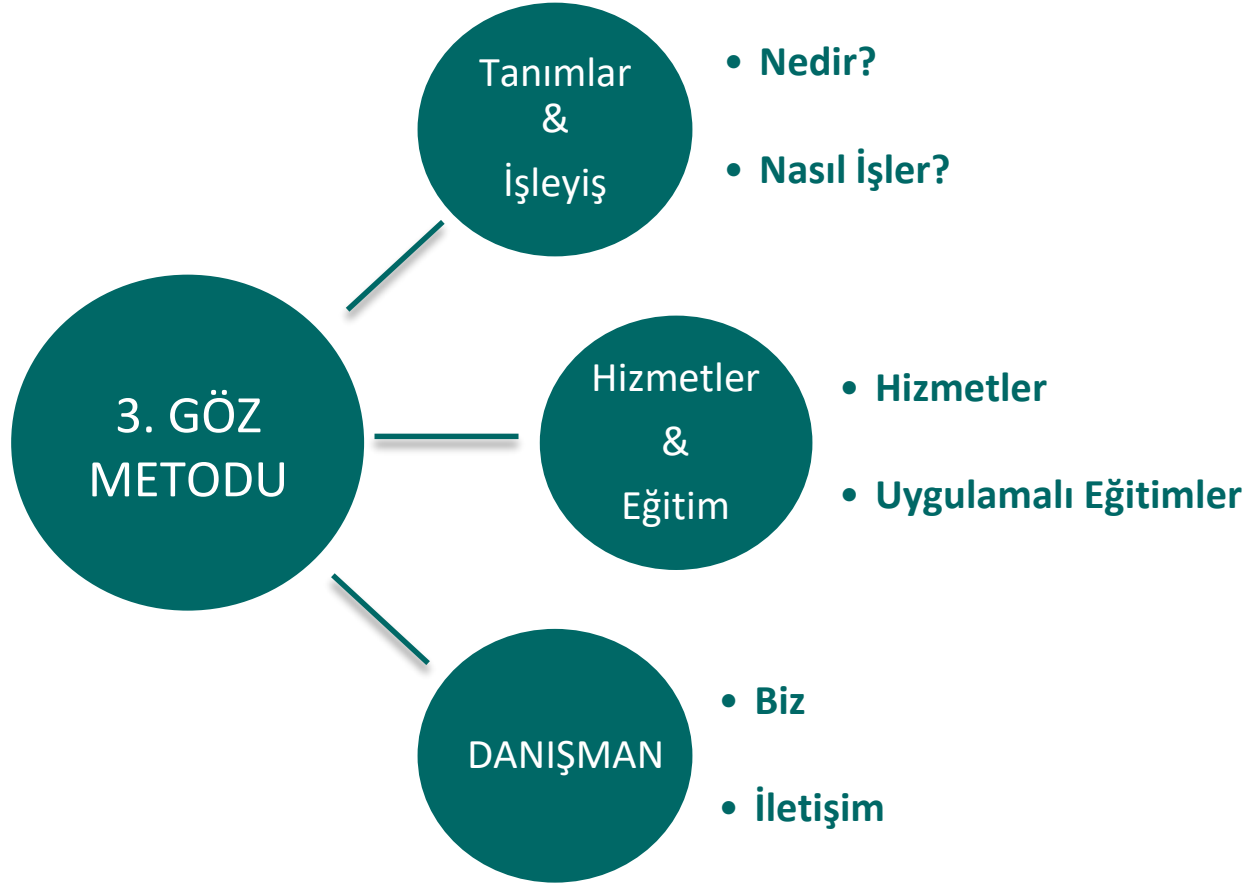 3. GÖZ
METODU
Tanımlar
&
İşleyiş
• Nedir?
• Nasıl İşler?
Hizmetler
&
Eğitim
• Hizmetler
• Uygulamalı Eğitimler
DANIŞMAN
• Biz
• İletişim